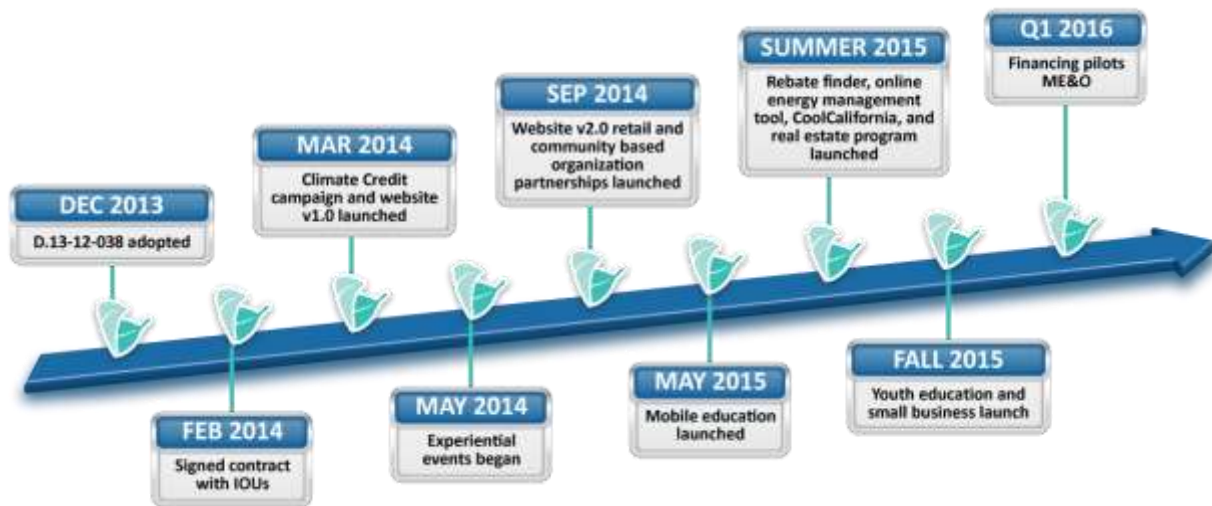 DEC 2013
D.13-12-038 adopted
FEB 2014
Signed contract
with IOUs
MAR 2014
Climate Credit
campaign and website
v1.0 launched
MAY 2014
Experiential
events began
SEP 2014
Website v2.0 retail and
community based
organization
partnerships launched
MAY 2015
Mobile education
launched
SUMMER 2015
Rebate finder, online
energy management
tool, CoolCalifornia, and
real estate program
launched
FALL 2015
Youth education and
small business launch
Q1 2016
Financing pilots
ME&O